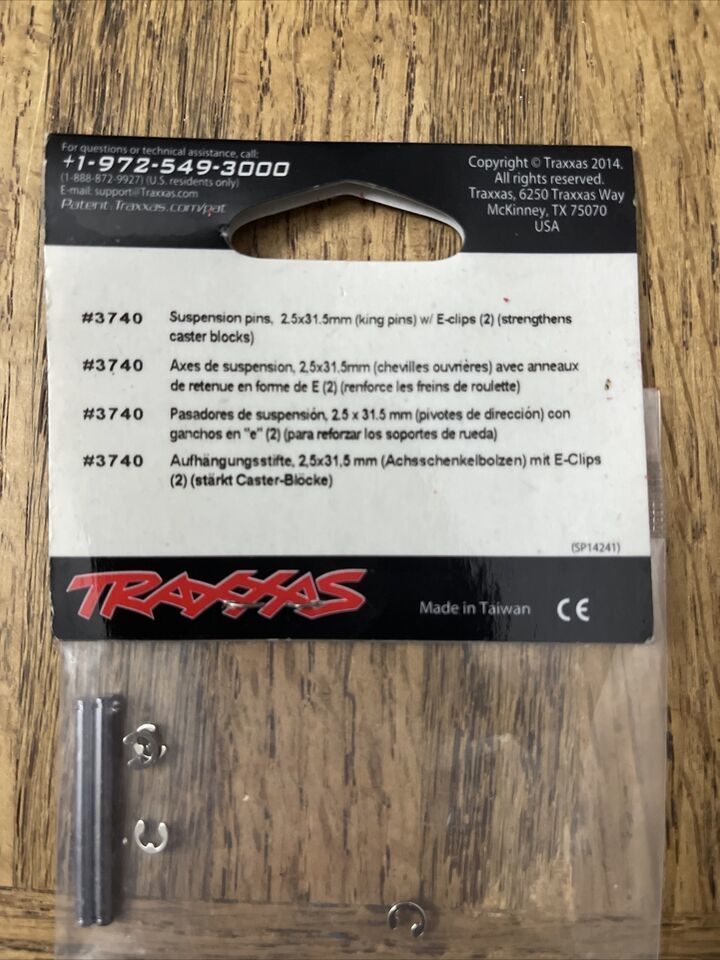 For questions or technical assistance, call:
+1-972-549-3000
(1-888-872-9927) (U.S. residents only)
E-mail: support@Traxxas.com
Patent: Traxxas.com/pat
Copyright © Traxxas 2014.
All rights reserved.
Traxxas, 6250 Traxxas Way
McKinney, TX 75070
USA
#3740 Suspension pins, 2.5x31.5mm (king pins) w/ E-clips (2) (strengthens
caster blocks)
#3740 Axes de suspension, 2,5x31,5mm (chevilles ouvrières) avec anneaux
de retenue en forme de E (2) (renforce les freins de roulette)
#3740 Pasadores de suspensión, 2.5 x 31.5 mm (pivotes de dirección) con
ganchos en "e" (2) (para reforzar los soportes de rueda)
#3740 Aufhängungsstifte, 2,5x31,5 mm (Achsschenkelbolzen) mit E-Clips
(2) (stärkt Caster-Blöcke)
(SP14241)
TRAXXAS
Made in Taiwan CE